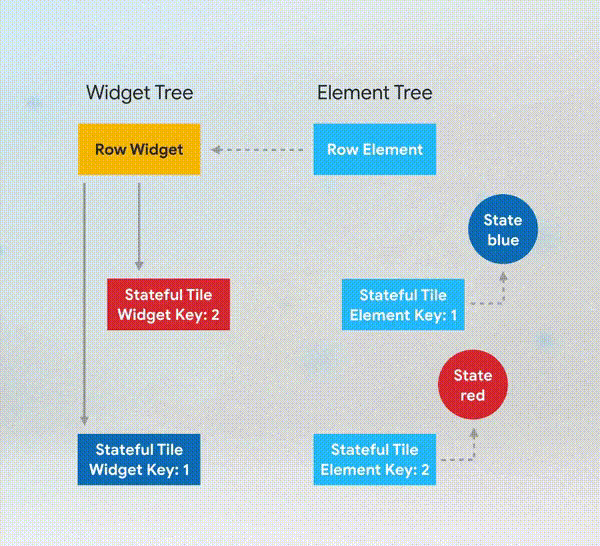 Widget Tree
Element Tree
Row Widget
Row Element
State
blue
Stateful Tile
Widget Key: 2
Stateful Tile
Element Key: 1
State
red
Stateful Tile
Widget Key: 1
Stateful Tile
Element Key: 2